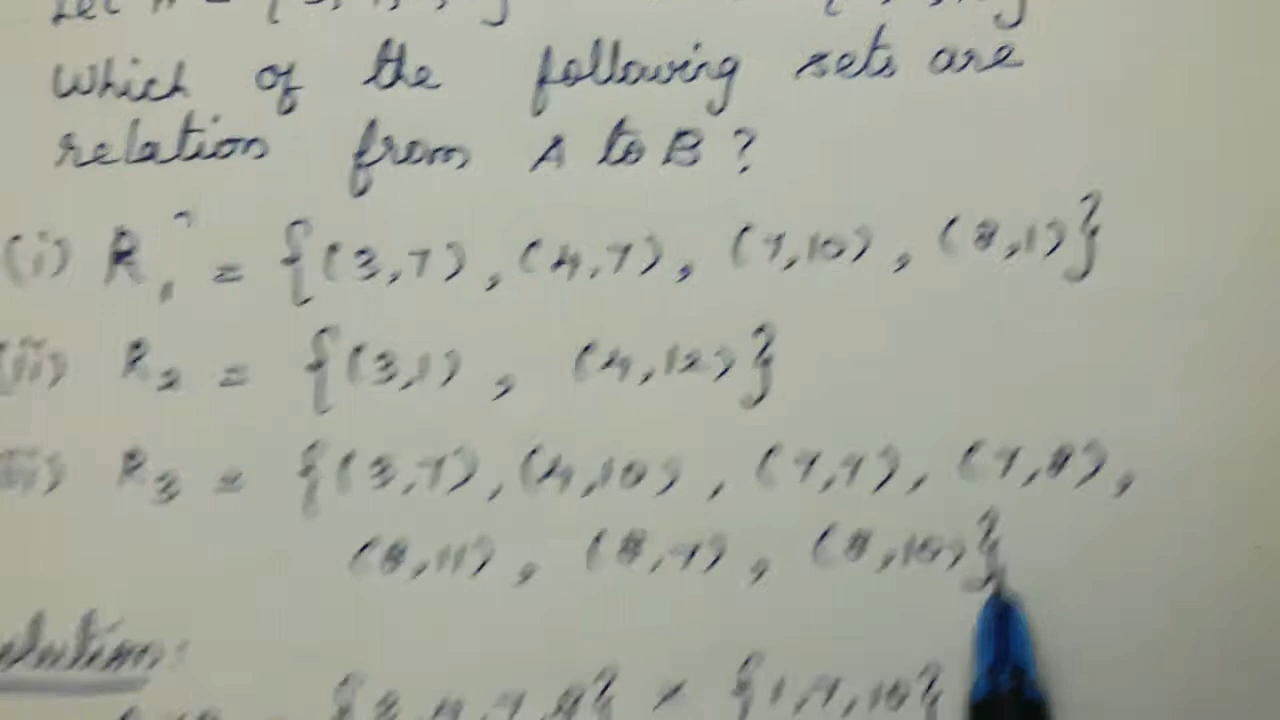 Let A = {3,
which of the following sets are
relation from A to B ?
(i) R₁ = {(3,7), (4,7), (7,10), (8,1)}
(ii) R₂ = {(3,1), (4,12)}
(iii) R₃ = {(3,7), (4,10), (7,7), (7,8),
(8,11), (8,7), (8,10)}
Solution:
{3,4,7,8} × {1,7,10}